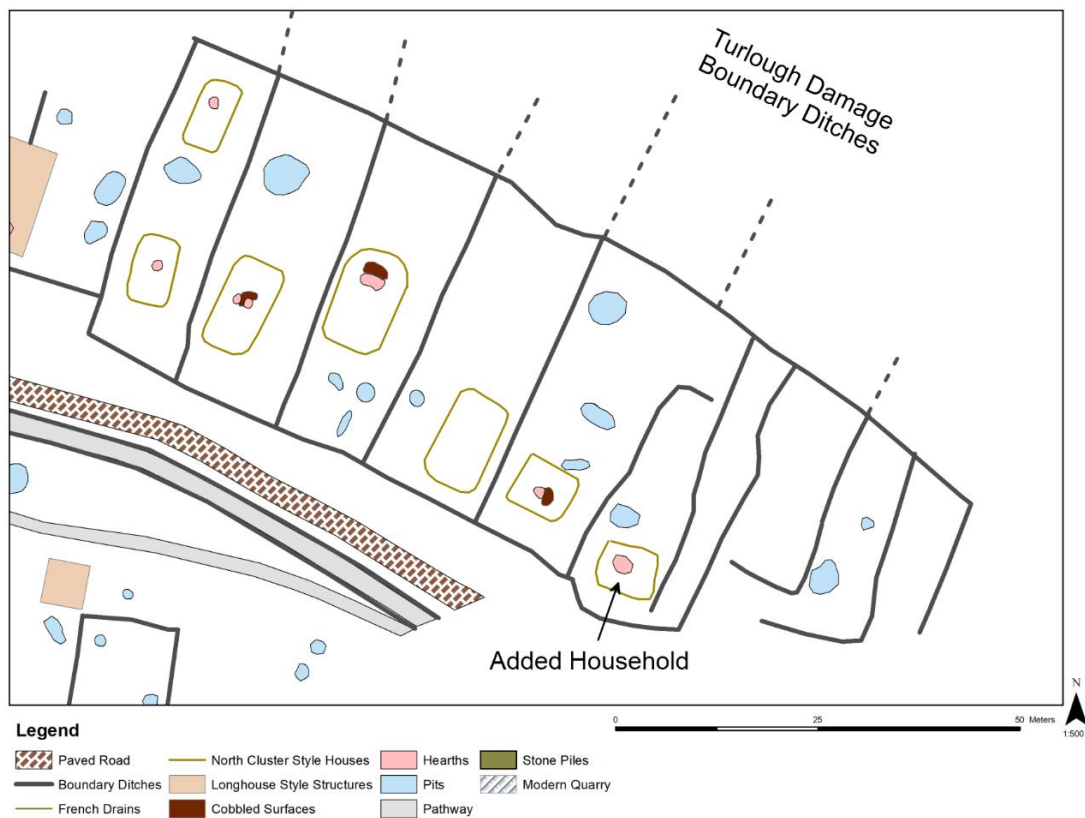 Turlough Damage
Boundary Ditches
Added Household
N
0 25 50 Meters
1:500
Legend
Paved Road
North Cluster Style Houses
Hearths
Stone Piles
Boundary Ditches
Longhouse Style Structures
Pits
Modern Quarry
French Drains
Cobbled Surfaces
Pathway